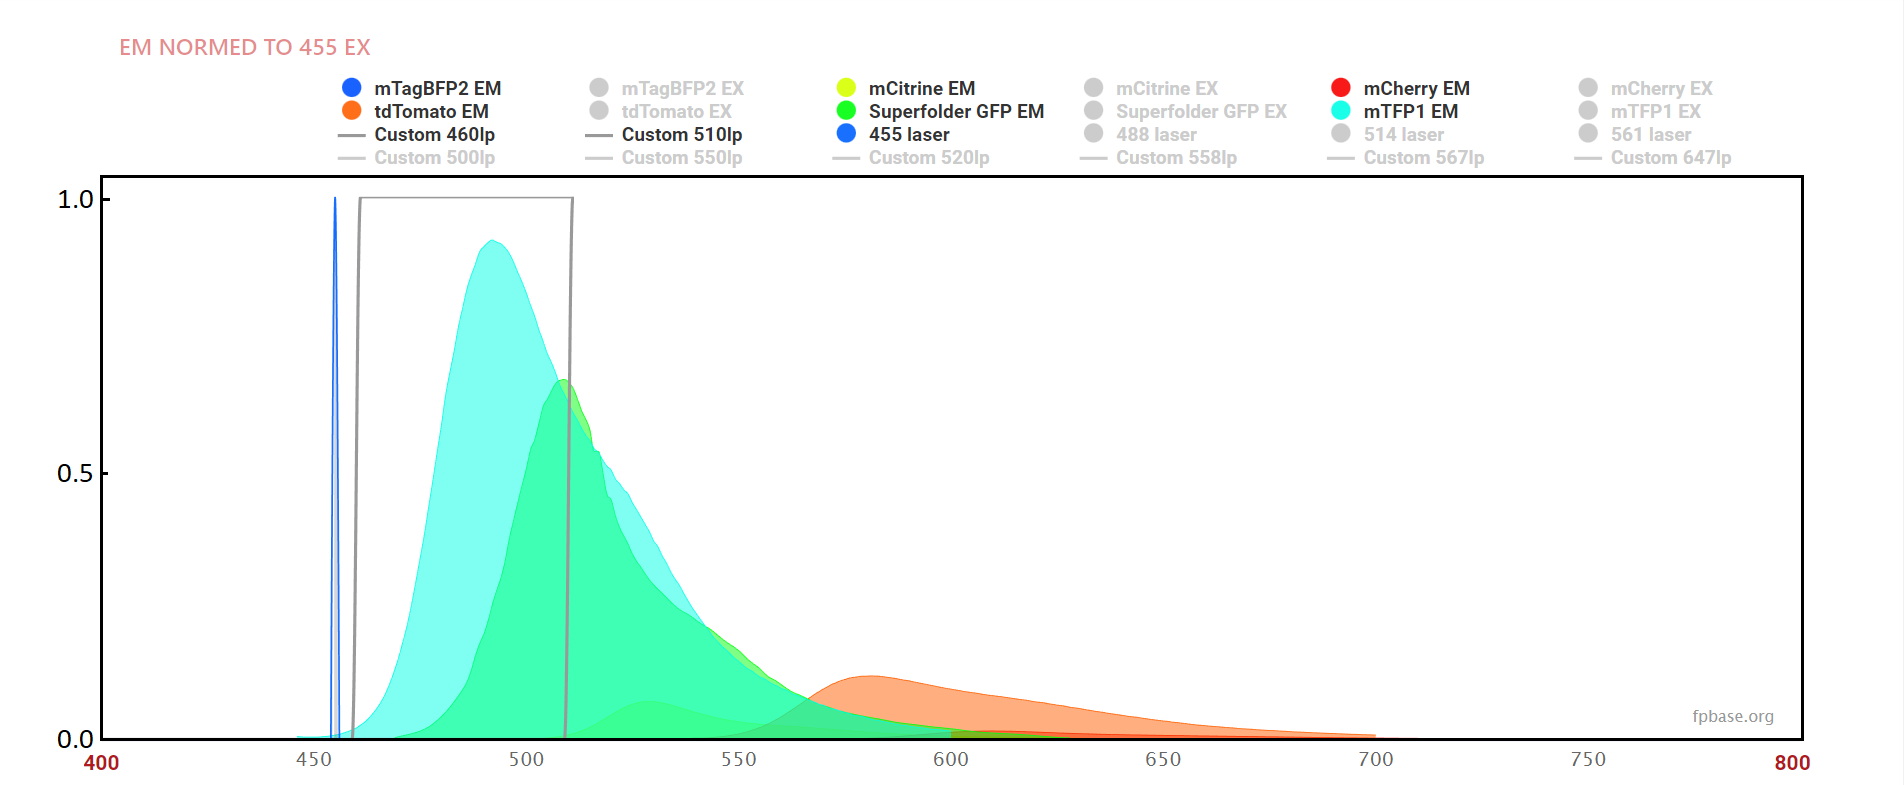 EM NORMED TO 455 EX
mTagBFP2 EM mTagBFP2 EX mCitrine EM mCitrine EX mCherry EM mCherry EX
tdTomato EM tdTomato EX Superfolder GFP EM Superfolder GFP EX mTFP1 EM mTFP1 EX
Custom 460lp Custom 510lp 455 laser 488 laser 514 laser 561 laser
Custom 500lp Custom 550lp Custom 520lp Custom 558lp Custom 567lp Custom 647lp
1.0
0.5
fpbase.org
0.0
400 450 500 550 600 650 700 750 800